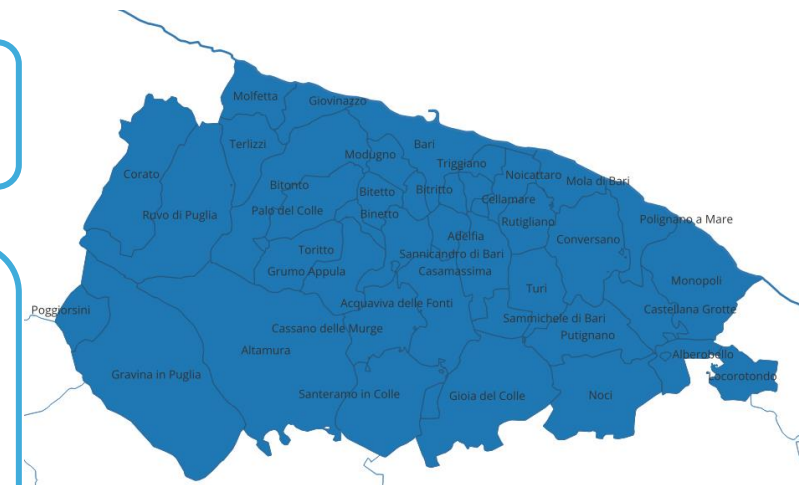 Molfetta
Giovinazzo
Terlizzi
Bari
Modugno
Triggiano
Corato
Noicattaro
Mola di Bari
Bitonto
Bitetto
Bitritto
Cellamare
Ruvo di Puglia
Palo del Colle
Binetto
Rutigliano
Polignano a Mare
Adelfia
Conversano
Toritto
Sannicandro di Bari
Grumo Appula
Casamassima
Monopoli
Turi
Poggiorsini
Acquaviva delle Fonti
Castellana Grotte
Sammichele di Bari
Cassano delle Murge
Putignano
Altamura
Alberobello
Gravina in Puglia
Locorotondo
Santeramo in Colle
Gioia del Colle
Noci